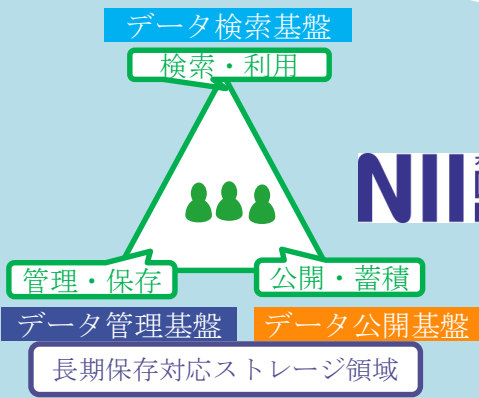 データ検索基盤
検索・利用
NII
管理・保存
公開・蓄積
データ管理基盤
データ公開基盤
長期保存対応ストレージ領域